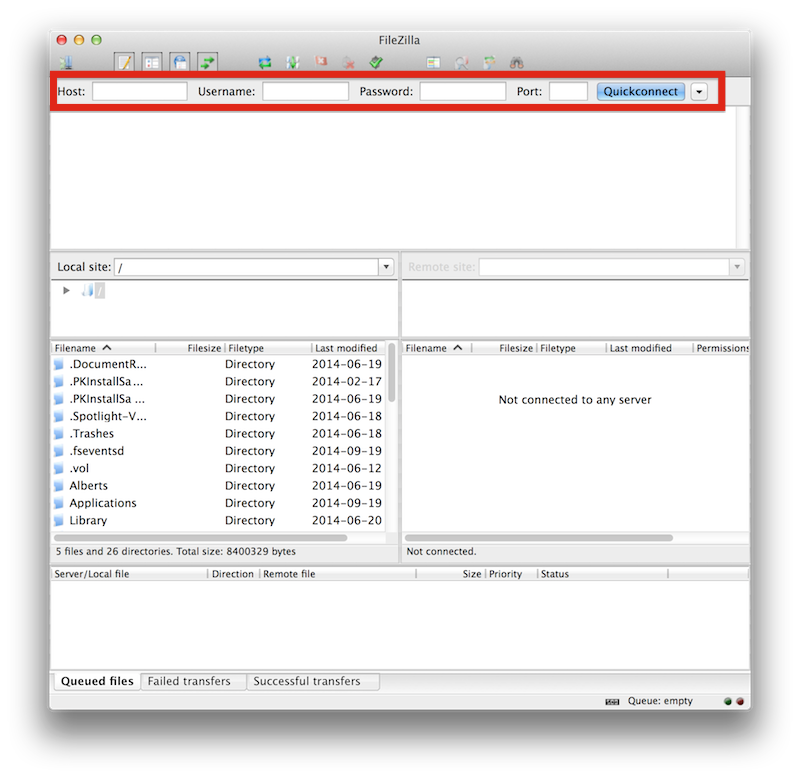 FileZilla
Host: Username: Password: Port: Quickconnect
Local site: /
Remote site:
/
Filename Filesize Filetype Last modified
.DocumentR... Directory 2014-06-19
.PKInstallSa... Directory 2014-02-17
.PKInstallSa ... Directory 2014-06-19
.Spotlight-V... Directory 2014-06-18
.Trashes Directory 2014-06-18
.fseventsd Directory 2014-09-19
.vol Directory 2014-06-12
Alberts Directory 2014-09-19
Applications Directory 2014-09-19
Library Directory 2014-06-20
5 files and 26 directories. Total size: 8400329 bytes
Filename Filesize Filetype Last modified Permissions
Not connected to any server
Not connected.
Server/Local file Direction Remote file Size Priority Status
Queued files Failed transfers Successful transfers
Queue: empty